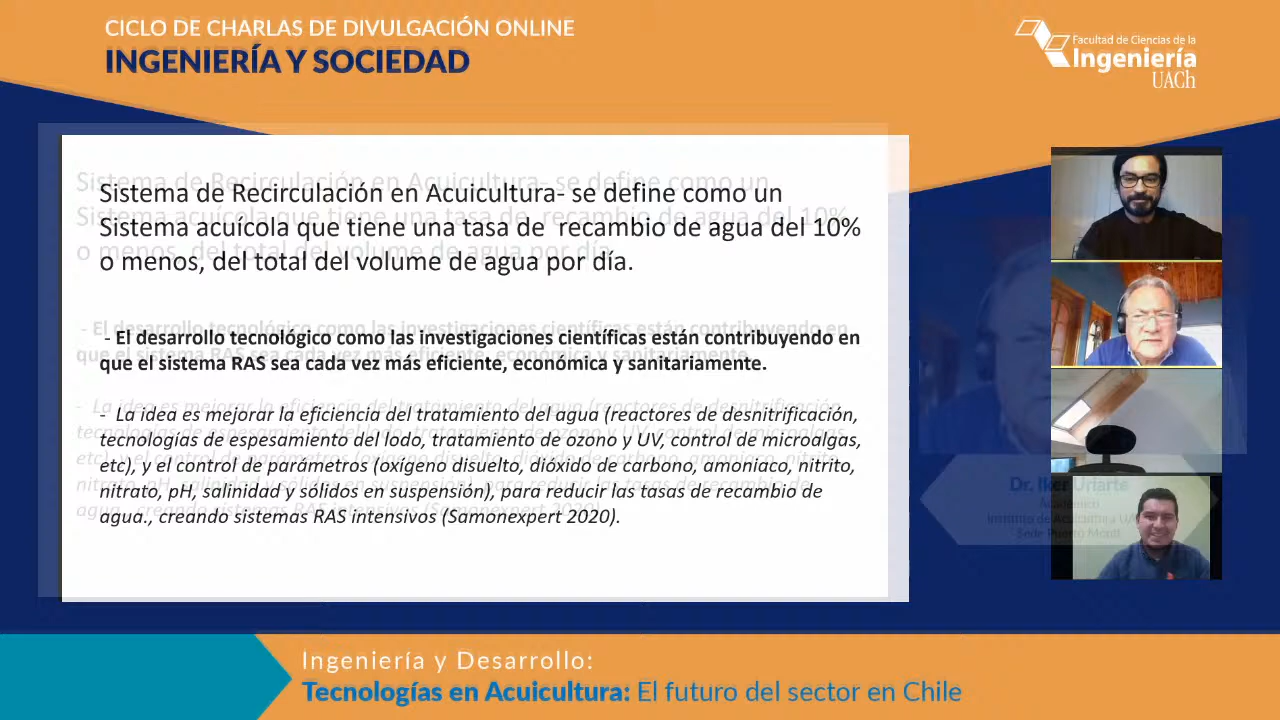 CICLO DE CHARLAS DE DIVULGACIÓN ONLINE
INGENIERÍA Y SOCIEDAD
Facultad de Ciencias de la
Ingeniería
UACh
Sistema de Recirculación en Acuicultura- se define como un
Sistema acuícola que tiene una tasa de recambio de agua del 10%
o menos, del total del volume de agua por día.
- El desarrollo tecnológico como las investigaciones científicas están contribuyendo en
que el sistema RAS sea cada vez más eficiente, económica y sanitariamente.
- La idea es mejorar la eficiencia del tratamiento del agua (reactores de desnitrificación,
tecnologías de espesamiento del lodo, tratamiento de ozono y UV, control de microalgas,
etc), y el control de parámetros (oxígeno disuelto, dióxido de carbono, amoniaco, nitrito,
nitrato, pH, salinidad y sólidos en suspensión), para reducir las tasas de recambio de
agua., creando sistemas RAS intensivos (Samonexpert 2020).
Dr. Iker Uriarte
Académico
Instituto de Acuicultura
Sede Puerto Montt
Ingeniería y Desarrollo:
Tecnologías en Acuicultura: El futuro del sector en Chile